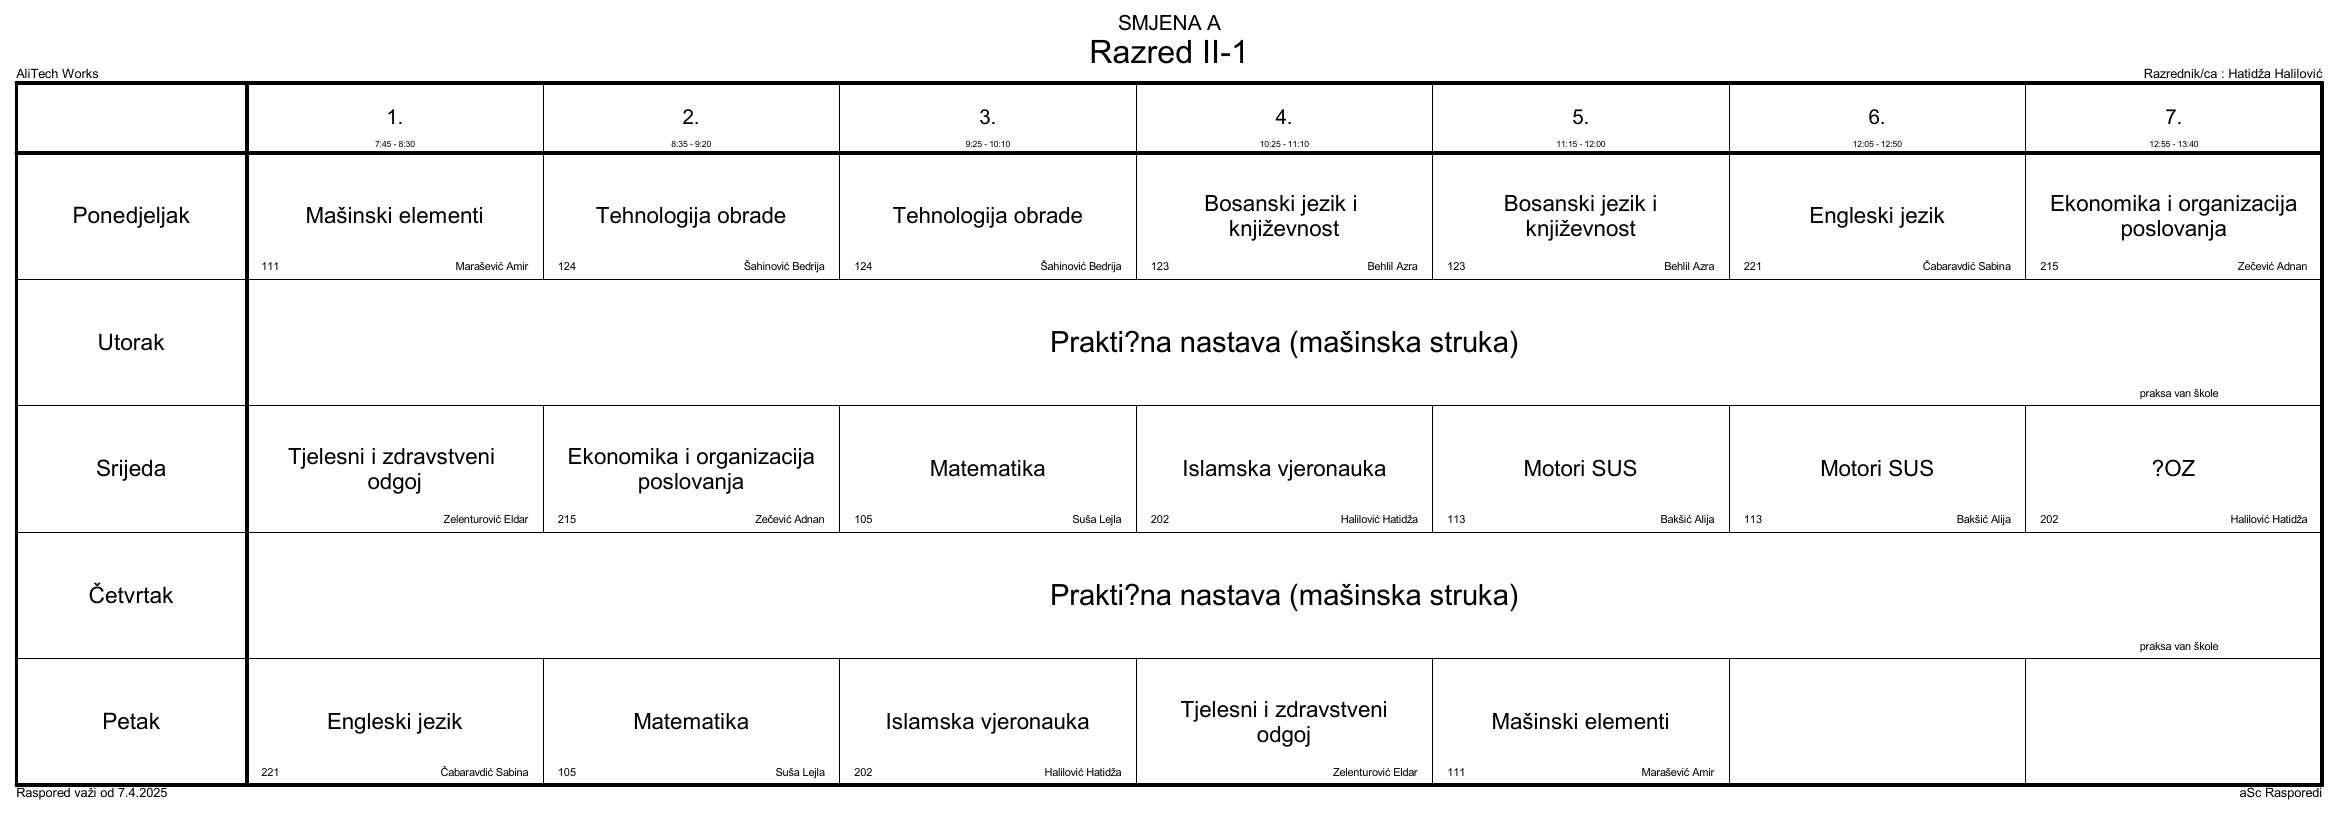 SMJENA A
Razred II-1
AliTech Works
Razrednik/ca : Hatidža Halilović
1.
7:45 - 8:30
2.
8:35 - 9:20
3.
9:25 - 10:10
4.
10:25 - 11:10
5.
11:15 - 12:00
6.
12:05 - 12:50
7.
12:55 - 13:40
Ponedjeljak
Mašinski elementi
111
Marašević Amir
Tehnologija obrade
124
Šahinović Bedrija
Tehnologija obrade
124
Šahinović Bedrija
Bosanski jezik i
književnost
123
Behlil Azra
Bosanski jezik i
književnost
123
Behlil Azra
Engleski jezik
221
Čabaravdić Sabina
Ekonomika i organizacija
poslovanja
215
Zečević Adnan
Utorak
Prakti?na nastava (mašinska struka)
praksa van škole
Srijeda
Tjelesni i zdravstveni
odgoj
Zelenturović Eldar
Ekonomika i organizacija
poslovanja
215
Zečević Adnan
Matematika
105
Suša Lejla
Islamska vjeronauka
202
Halilović Hatidža
Motori SUS
113
Bakšić Alija
Motori SUS
113
Bakšić Alija
?OZ
202
Halilović Hatidža
Četvrtak
Prakti?na nastava (mašinska struka)
praksa van škole
Petak
Engleski jezik
221
Čabaravdić Sabina
Matematika
105
Suša Lejla
Islamska vjeronauka
202
Halilović Hatidža
Tjelesni i zdravstveni
odgoj
Zelenturović Eldar
Mašinski elementi
111
Marašević Amir
Raspored važi od 7.4.2025
aSc Rasporedi